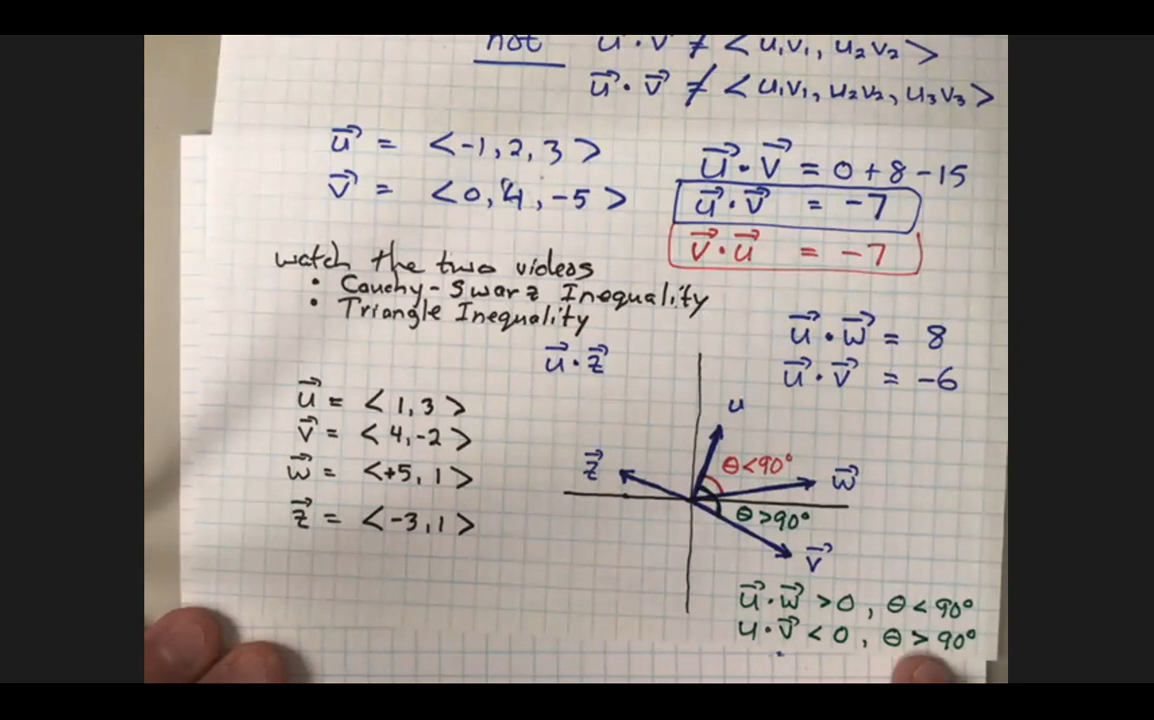 not u⃗ · v⃗ ≠ < u₁v₁, u₂v₂ >
u⃗ · v⃗ ≠ < u₁v₁, u₂v₂, u₃v₃ >
u⃗ = < -1, 2, 3 >
v⃗ = < 0, 4, -5 >
u⃗ · v⃗ = 0 + 8 - 15
u⃗ · v⃗ = -7
v⃗ · u⃗ = -7
watch the two videos
• Cauchy - Swarz Inequality
• Triangle Inequality
u⃗ · w⃗ = 8
u⃗ · v⃗ = -6
u⃗ · z⃗
u⃗ = < 1, 3 >
v⃗ = < 4, -2 >
w⃗ = < +5, 1 >
z⃗ = < -3, 1 >
u
z⃗
θ < 90°
w⃗
θ > 90°
v⃗
u⃗ · w⃗ > 0 , θ < 90°
u · v⃗ < 0 , θ > 90°